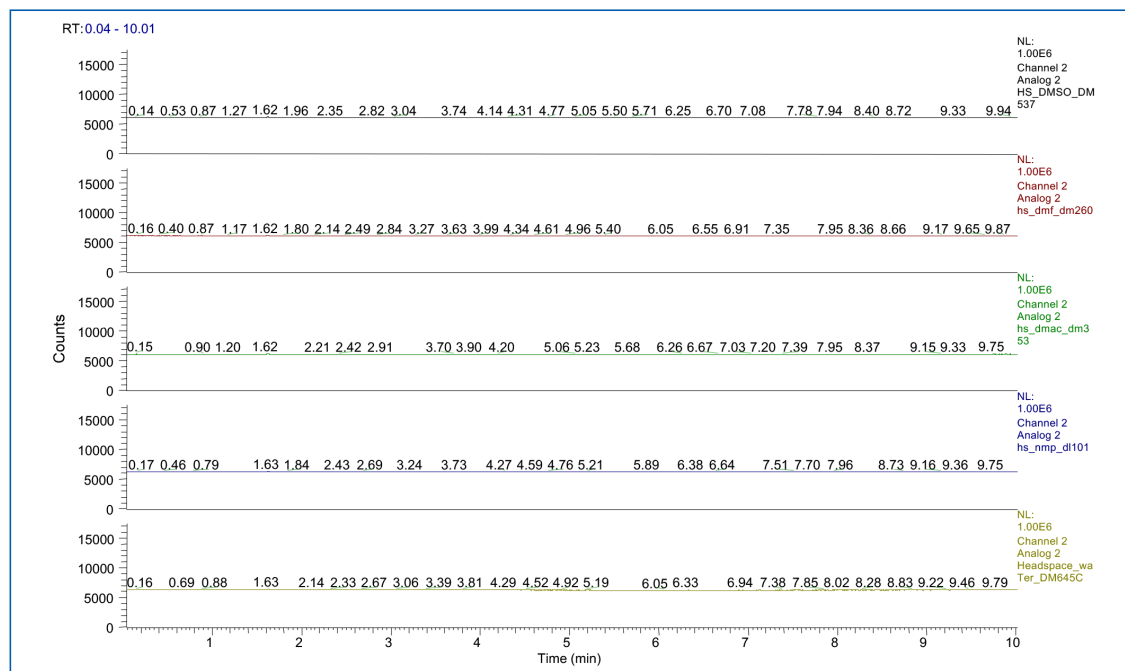 RT:0.04 - 10.01
NL:
1.00E6
Channel 2
Analog 2
HS_DMSO_DM
537
15000
10000
5000
0
0.14 0.53 0.87 1.27 1.62 1.96 2.35 2.82 3.04 3.74 4.14 4.31 4.77 5.05 5.50 5.71 6.25 6.70 7.08 7.78 7.94 8.40 8.72 9.33 9.94
NL:
1.00E6
Channel 2
Analog 2
hs_dmf_dm260
15000
10000
5000
0
0.16 0.40 0.87 1.17 1.62 1.80 2.14 2.49 2.84 3.27 3.63 3.99 4.34 4.61 4.96 5.40 6.05 6.55 6.91 7.35 7.95 8.36 8.66 9.17 9.65 9.87
NL:
1.00E6
Channel 2
Analog 2
hs_dmac_dm3
53
15000
10000
5000
0
0.15 0.90 1.20 1.62 2.21 2.42 2.91 3.70 3.90 4.20 5.06 5.23 5.68 6.26 6.67 7.03 7.20 7.39 7.95 8.37 9.15 9.33 9.75
Counts
NL:
1.00E6
Channel 2
Analog 2
hs_nmp_dl101
15000
10000
5000
0
0.17 0.46 0.79 1.63 1.84 2.43 2.69 3.24 3.73 4.27 4.59 4.76 5.21 5.89 6.38 6.64 7.51 7.70 7.96 8.73 9.16 9.36 9.75
NL:
1.00E6
Channel 2
Analog 2
Headspace_wa
Ter_DM645C
15000
10000
5000
0
0.16 0.69 0.88 1.63 2.14 2.33 2.67 3.06 3.39 3.81 4.29 4.52 4.92 5.19 6.05 6.33 6.94 7.38 7.85 8.02 8.28 8.83 9.22 9.46 9.79
1 2 3 4 5 6 7 8 9 10
Time (min)